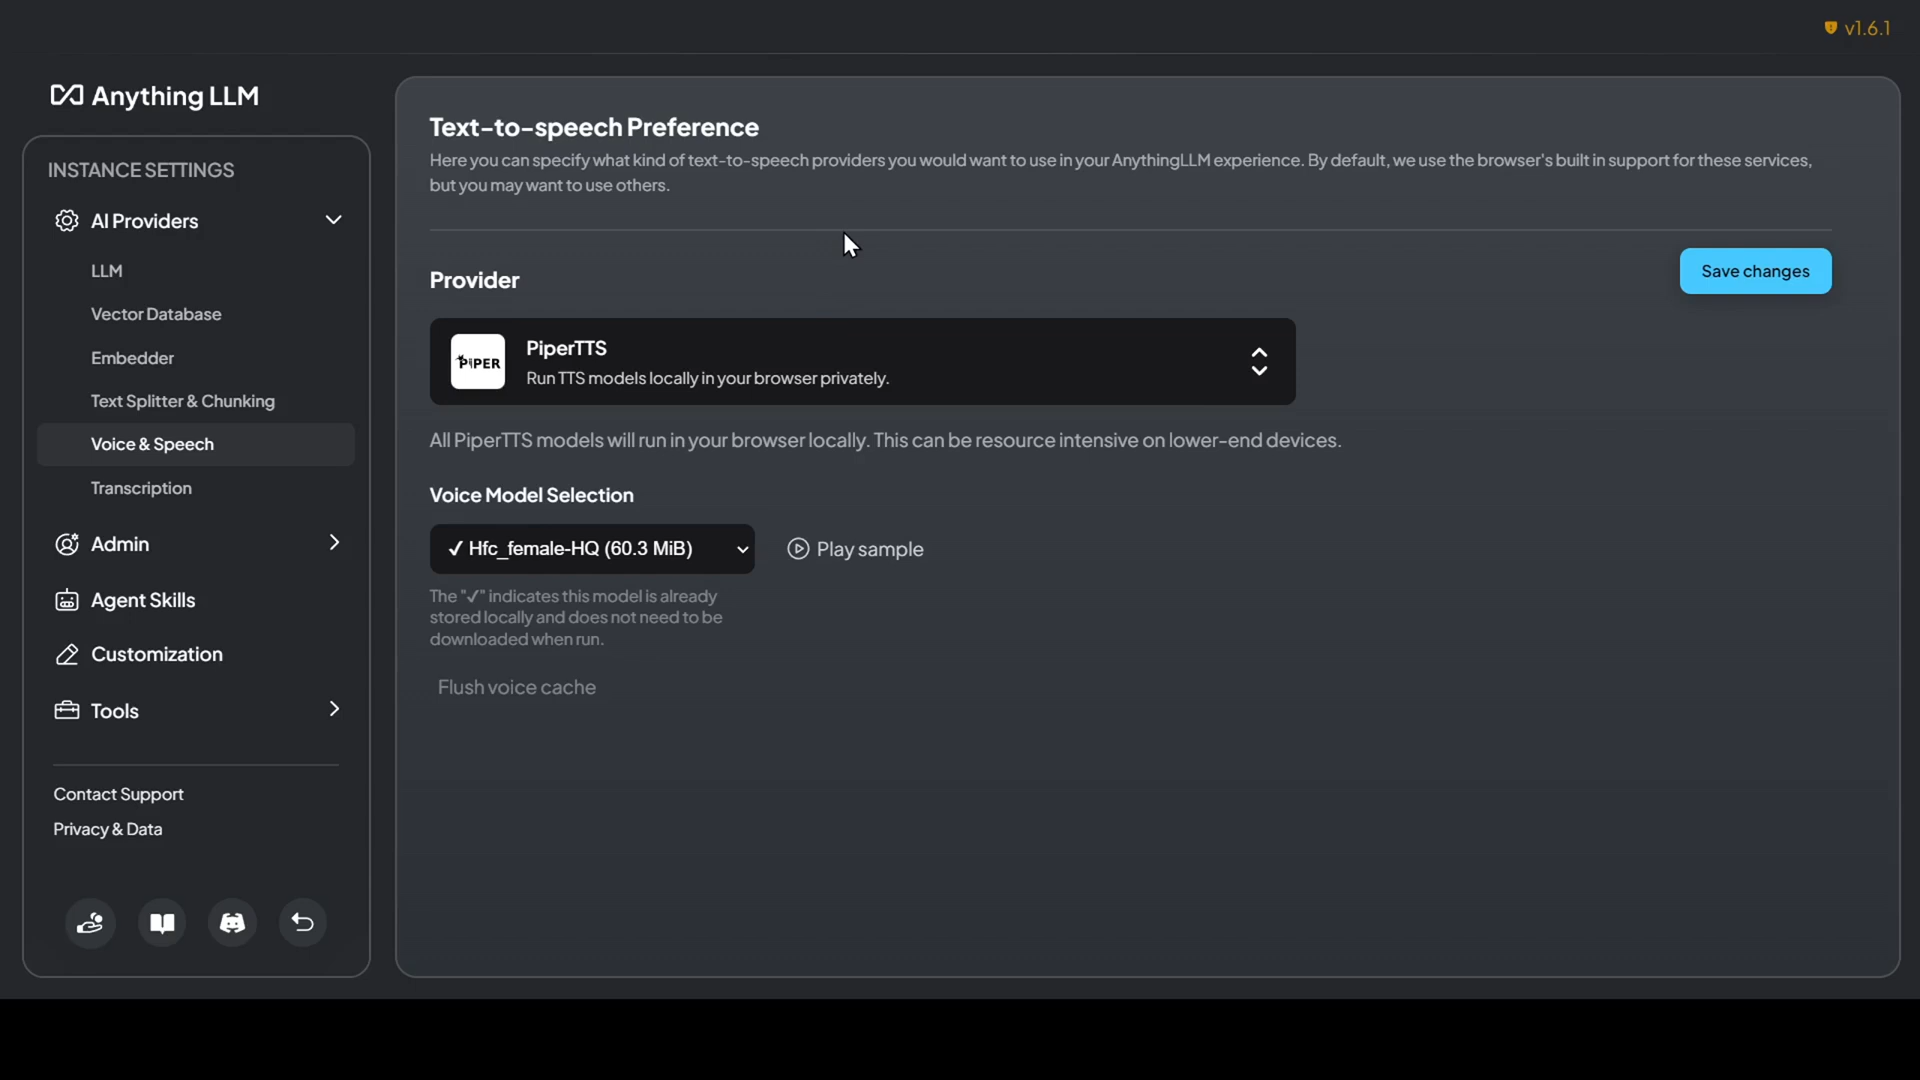 v1.6.1
Anything LLM
INSTANCE SETTINGS
AI Providers
LLM
Vector Database
Embedder
Text Splitter & Chunking
Voice & Speech
Transcription
Admin
Agent Skills
Customization
Tools
Contact Support
Privacy & Data
Text-to-speech Preference
Here you can specify what kind of text-to-speech providers you would want to use in your AnythingLLM experience. By default, we use the browser's built in support for these services,
but you may want to use others.
Save changes
Provider
PIPER
PiperTTS
Run TTS models locally in your browser privately.
All PiperTTS models will run in your browser locally. This can be resource intensive on lower-end devices.
Voice Model Selection
✓ Hfc_female-HQ (60.3 MiB)
Play sample
The "✓" indicates this model is already
stored locally and does not need to be
downloaded when run.
Flush voice cache